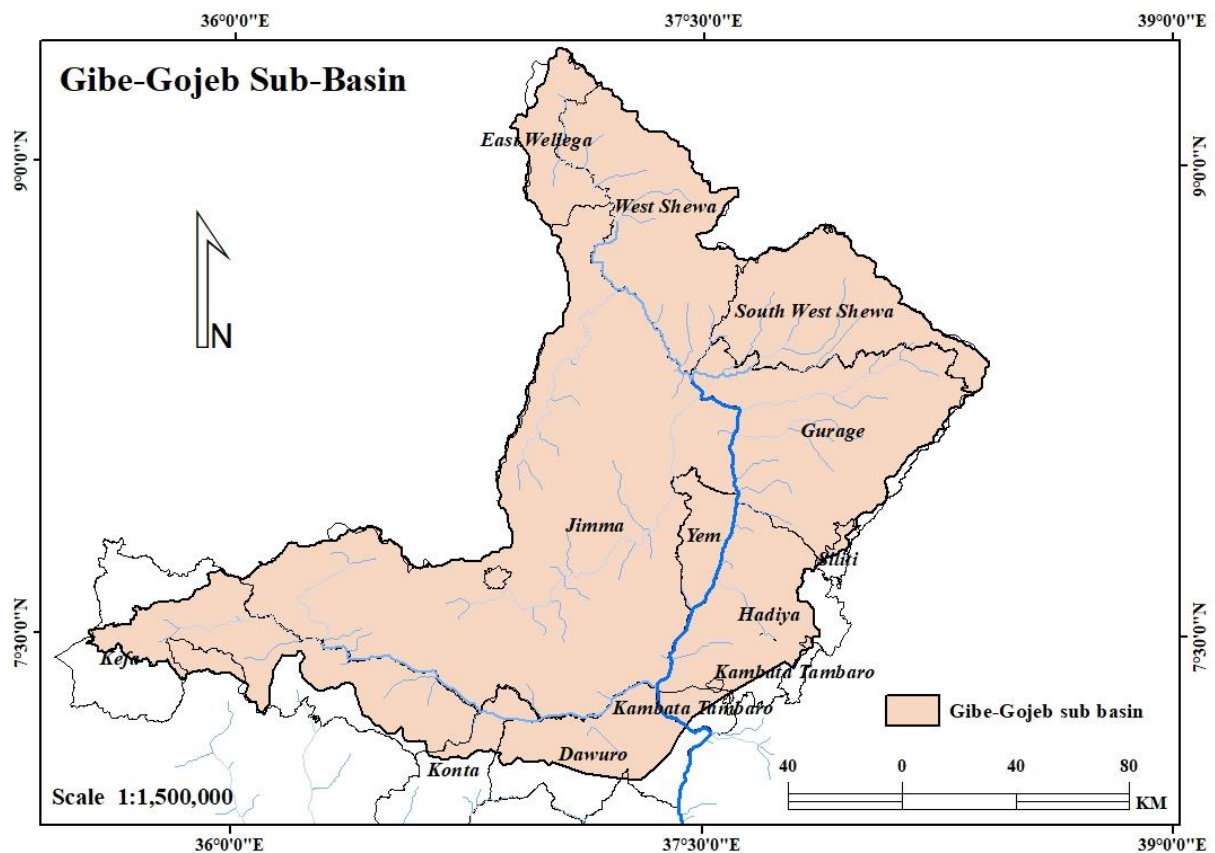 36°0'0"E
37°30'0"E
39°0'0"E
Gibe-Gojeb Sub-Basin
9°0'0"N
9°0'0"N
East Wellega
West Shewa
N
South West Shewa
Gurage
Jimma
Yem
Siliti
Hadiya
7°30'0"N
7°30'0"N
Kefa
Kambata Tambaro
Kambata Tambaro
Gibe-Gojeb sub basin
Dawuro
Konta
40 0 40 80
KM
Scale 1:1,500,000
36°0'0"E
37°30'0"E
39°0'0"E